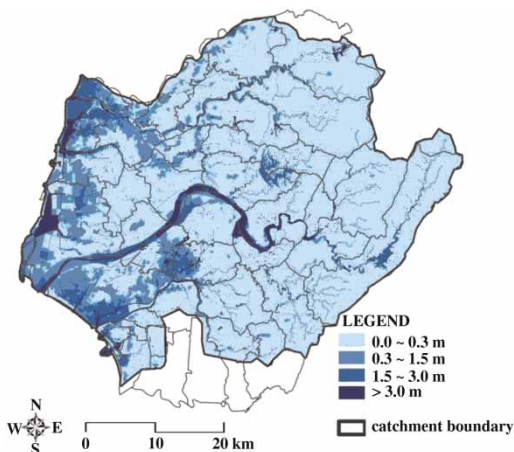 LEGEND
0.0 ~ 0.3 m
0.3 ~ 1.5 m
1.5 ~ 3.0 m
> 3.0 m
catchment boundary
N
W E
S
0 10 20 km